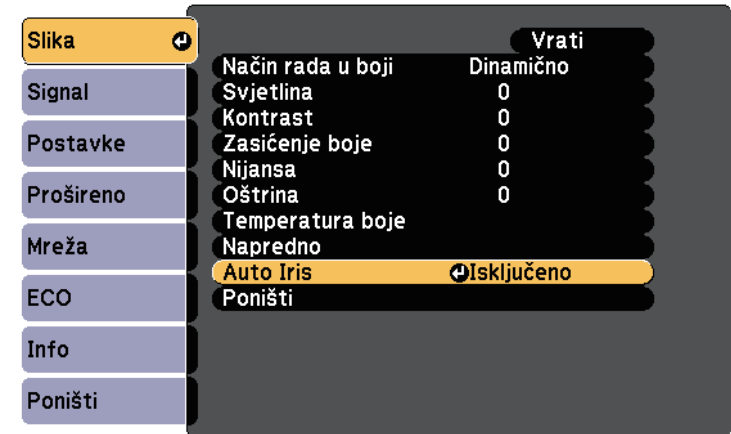 Slika
Signal
Postavke
Prošireno
Mreža
ECO
Info
Poništi
Vrati
Način rada u boji Dinamično
Svjetlina 0
Kontrast 0
Zasićenje boje 0
Nijansa 0
Oštrina 0
Temperatura boje
Napredno
Auto Iris Isključeno
Poništi